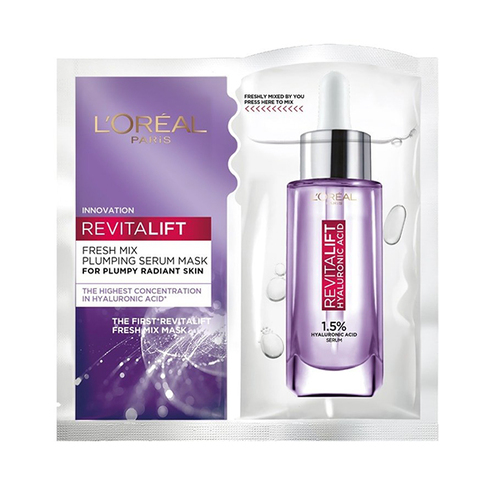 L'ORÉAL
PARIS
INNOVATION
REVITALIFT
FRESH MIX
PLUMPING SERUM MASK
FOR PLUMPY RADIANT SKIN
THE HIGHEST CONCENTRATION
IN HYALURONIC ACID*
THE FIRST*REVITALIFT
FRESH MIX MASK
FRESHLY MIXED BY YOU
PRESS HERE TO MIX
<<<<<<<<<<<
L'ORÉAL
PARIS
REVITALIFT
HYALURONIC ACID
1.5%
HYALURONIC ACID
SERUM